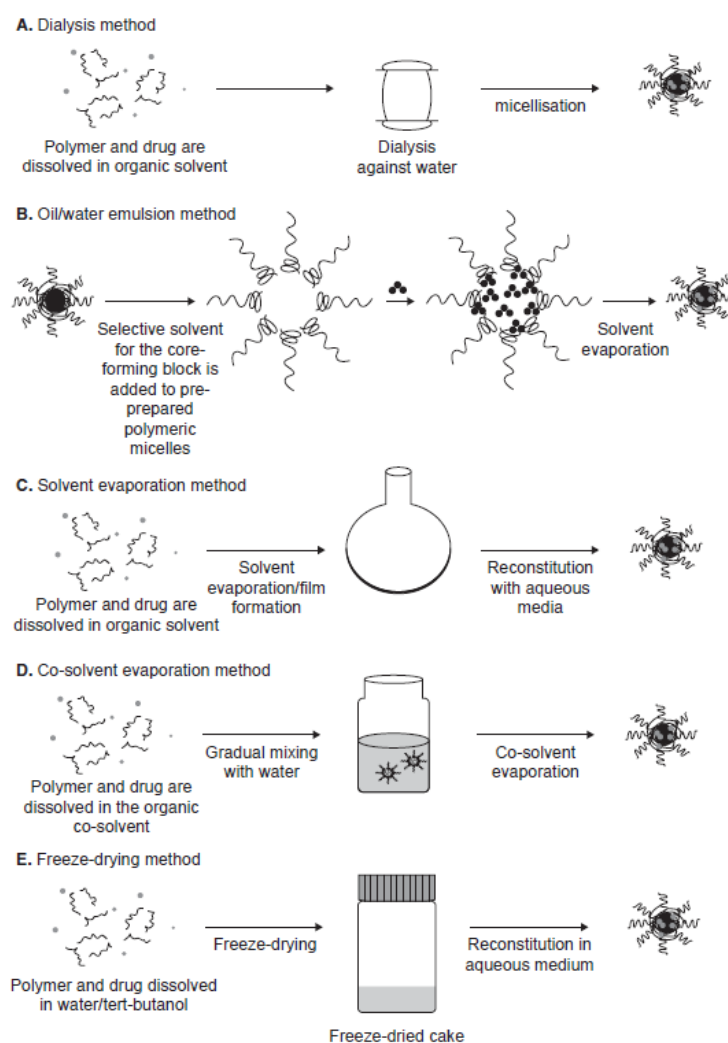 A. Dialysis method
Polymer and drug are
dissolved in organic solvent
Dialysis
against water
micellisation
B. Oil/water emulsion method
Selective solvent
for the core-
forming block is
added to pre-
prepared
polymeric
micelles
Solvent
evaporation
C. Solvent evaporation method
Polymer and drug are
dissolved in organic solvent
Solvent
evaporation/film
formation
Reconstitution
with aqueous
media
D. Co-solvent evaporation method
Polymer and drug are
dissolved in the organic
co-solvent
Gradual mixing
with water
Co-solvent
evaporation
E. Freeze-drying method
Polymer and drug dissolved
in water/tert-butanol
Freeze-drying
Freeze-dried cake
Reconstitution in
aqueous medium